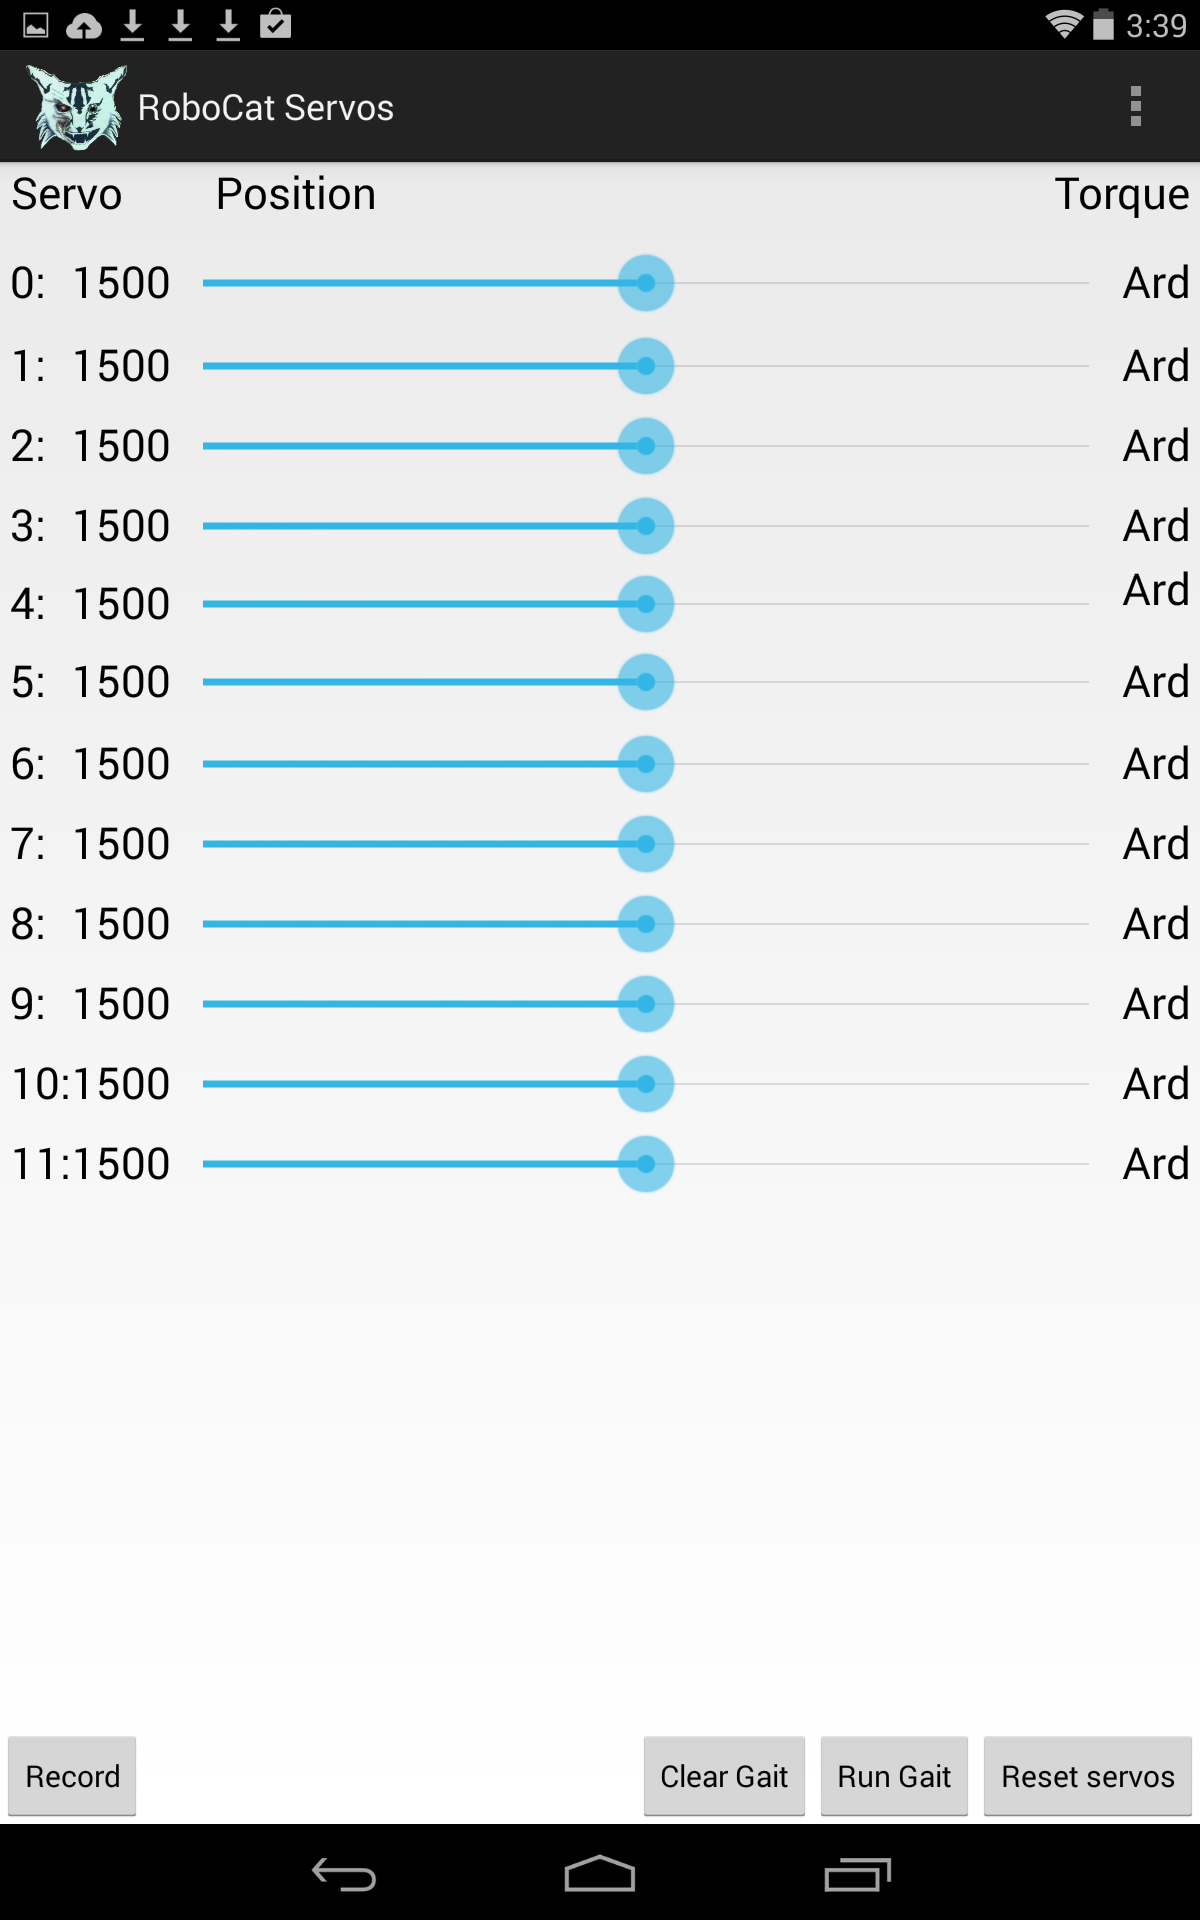 3:39
RoboCat Servos
Servo Position Torque
0: 1500 Ard
1: 1500 Ard
2: 1500 Ard
3: 1500 Ard
4: 1500 Ard
5: 1500 Ard
6: 1500 Ard
7: 1500 Ard
8: 1500 Ard
9: 1500 Ard
10:1500 Ard
11:1500 Ard
Record Clear Gait Run Gait Reset servos